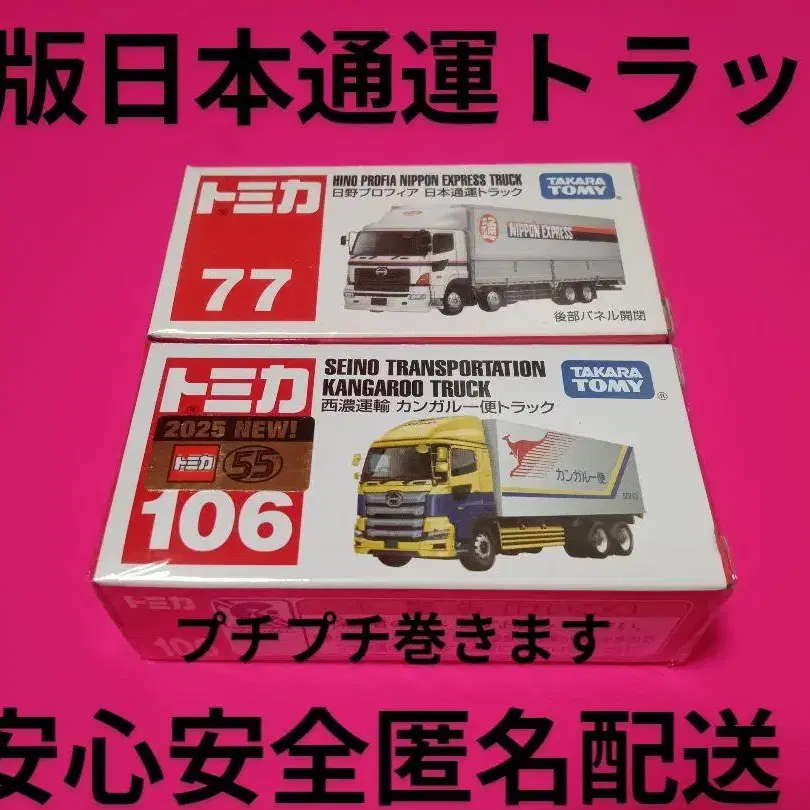 版日本通運トラッ
トミカ
77
HINO PROFIA NIPPON EXPRESS TRUCK
日野プロフィア 日本通運トラック
TAKARA TOMY
通 NIPPON EXPRESS
後部パネル開閉
トミカ
2025 NEW!
トミカ 55
106
SEINO TRANSPORTATION
KANGAROO TRUCK
西濃運輸 カンガルー便トラック
TAKARA TOMY
カンガルー便
SEINO
トミカ
プチプチ巻きます
安心安全匿名配送